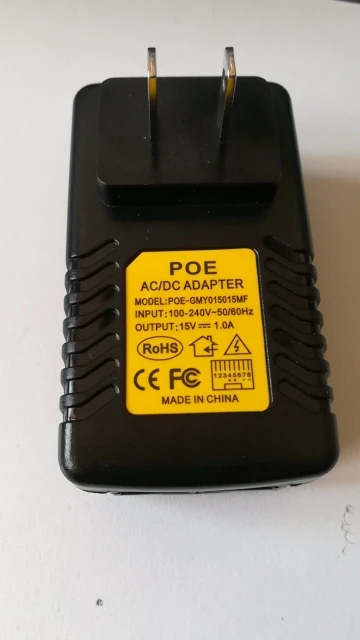 POE
AC/DC ADAPTER
MODEL:POE-GMY015015MF
INPUT:100-240V~50/60Hz
OUTPUT:15V⎓1.0A
RoHS
12345678
CE FC
MADE IN CHINA